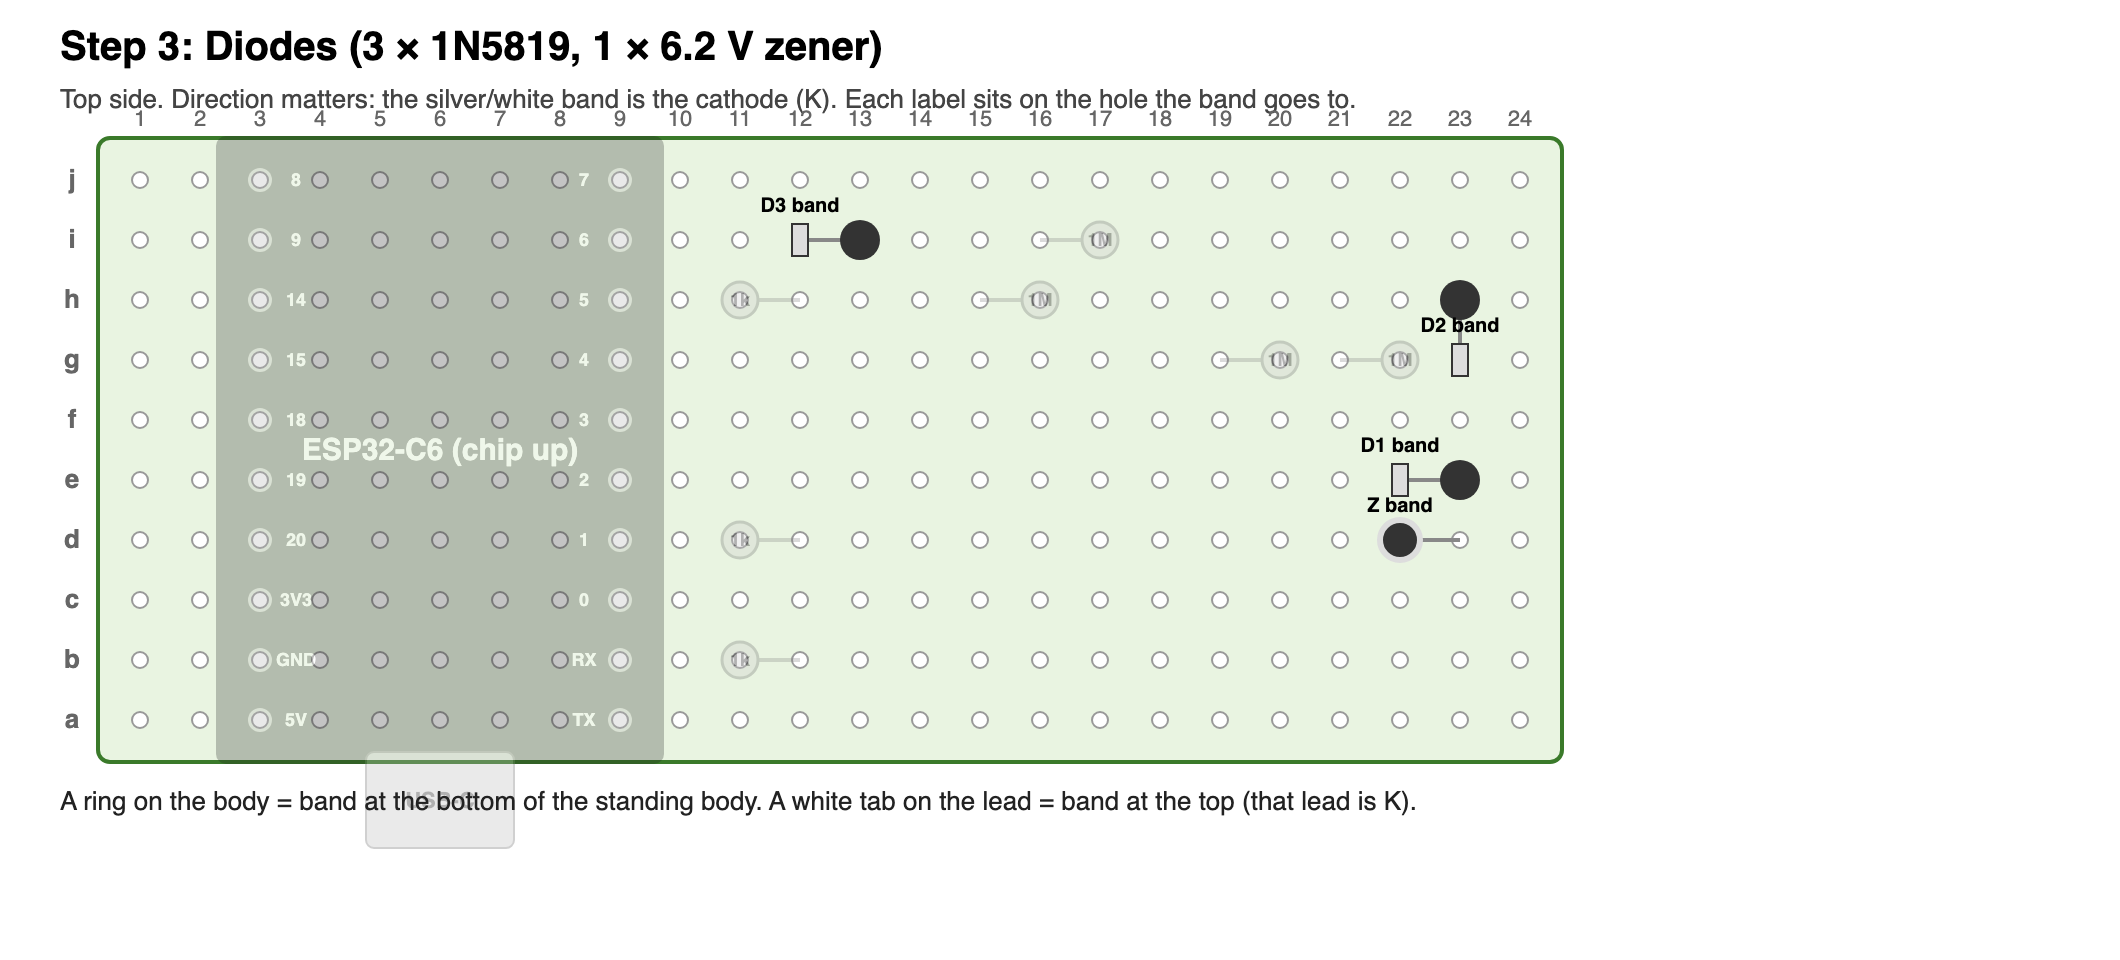 Step 3: Diodes (3 × 1N5819, 1 × 6.2 V zener)
Top side. Direction matters: the silver/white band is the cathode (K). Each label sits on the hole the band goes to.
1 2 3 4 5 6 7 8 9 10 11 12 13 14 15 16 17 18 19 20 21 22 23 24
j 8 7
D3 band
i 9 6 1M
h 14 5 1k 1M
D2 band
g 15 4 1M 1M
f 18 3
ESP32-C6 (chip up)
D1 band
e 19 2
Z band
d 20 1 1k
c 3V3 0
b GND RX 1k
a 5V TX
USB-C
A ring on the body = band at the bottom of the standing body. A white tab on the lead = band at the top (that lead is K).